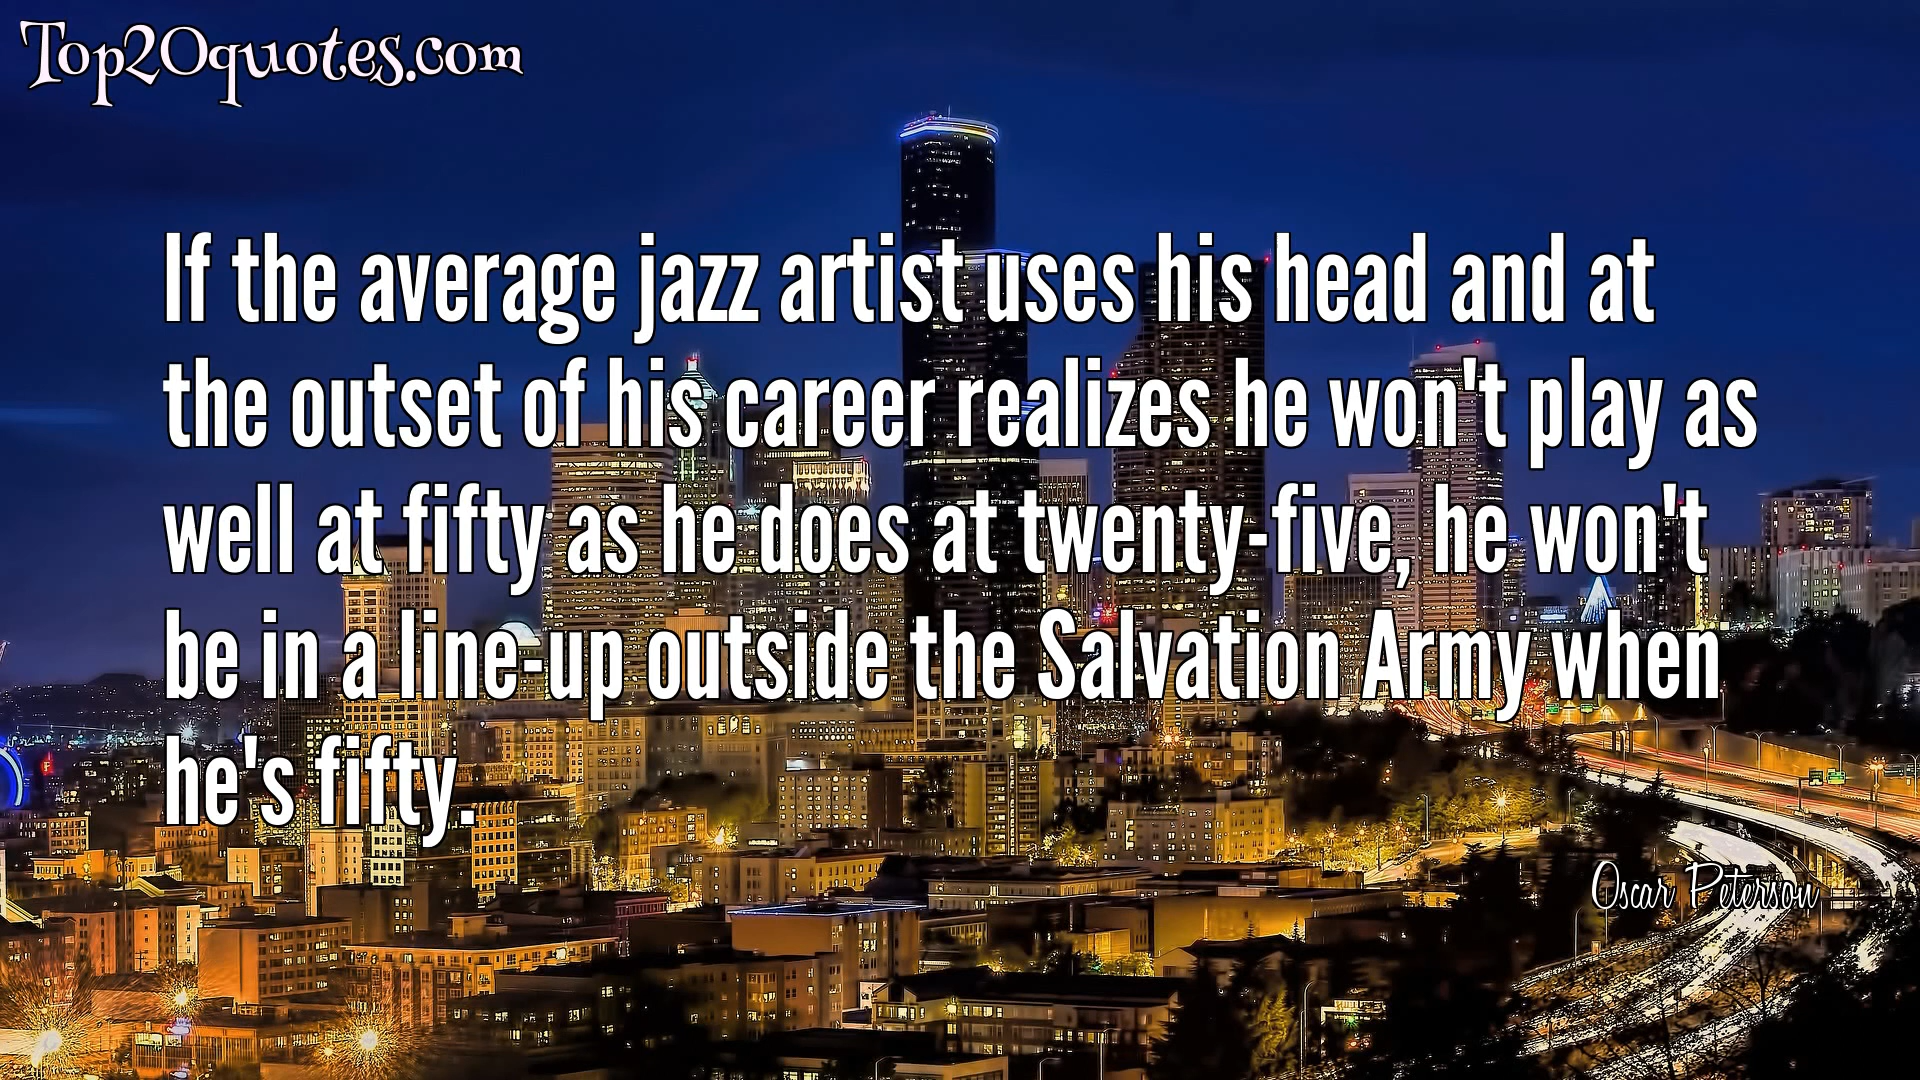 Top20quotes.com
If the average jazz artist uses his head and at
the outset of his career realizes he won't play as
well at fifty as he does at twenty-five, he won't
be in a line-up outside the Salvation Army when
he's fifty.
Oscar Peterson